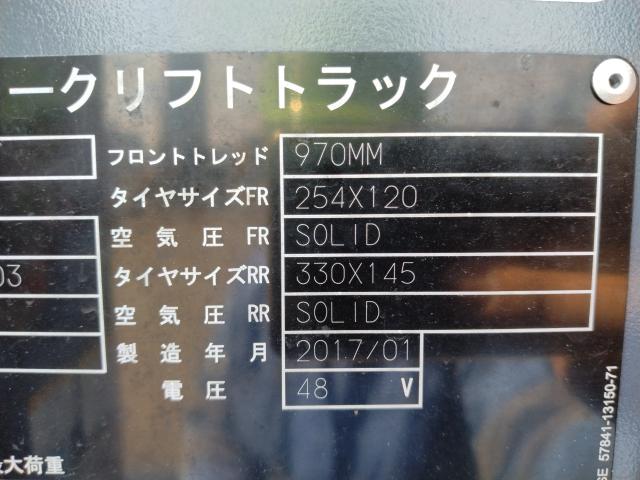 ークリフトトラック
フロントトレッド 970MM
タイヤサイズFR 254X120
空気圧 FR SOLID
03 タイヤサイズRR 330X145
空気圧 RR SOLID
製造年月 2017/01
電圧 48 V
大荷重
SE 57841-13150-71